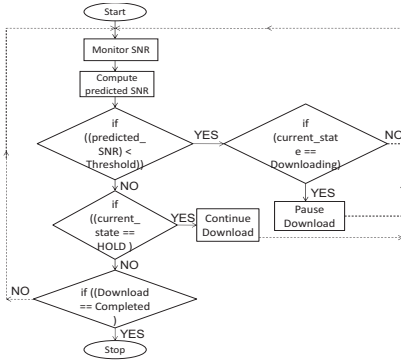 Start
Monitor SNR
Compute
predicted SNR
if
((predicted_
SNR) <
Threshold))
YES
if
(current_stat
e ==
Downloading)
NO
NO
YES
if
((current_
state ==
HOLD )
YES
Continue
Download
Pause
Download
NO
NO
if ((Download
== Completed
)
YES
Stop